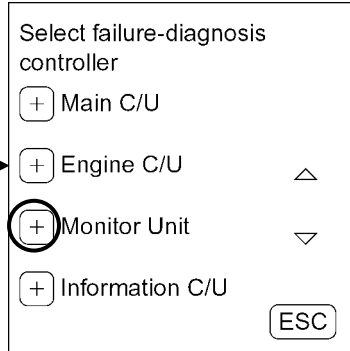 Select failure-diagnosis
controller
+ Main C/U
+ Engine C/U
+ Monitor Unit
+ Information C/U
ESC